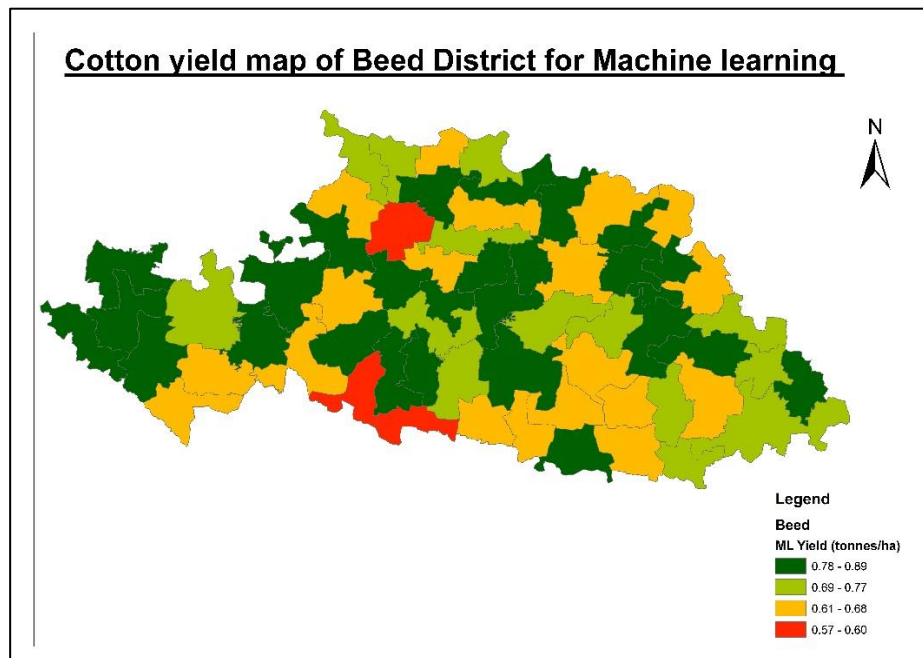 Cotton yield map of Beed District for Machine learning
N
Legend
Beed
ML Yield (tonnes/ha)
0.78 - 0.89
0.69 - 0.77
0.61 - 0.68
0.57 - 0.60